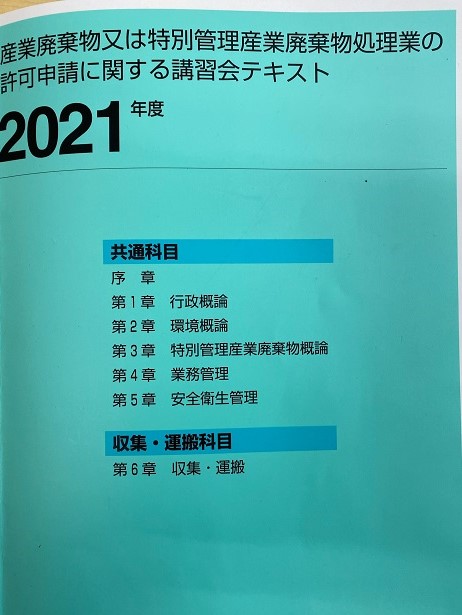 産業廃棄物又は特別管理産業廃棄物処理業の
許可申請に関する講習会テキスト
2021年度
共通科目
序 章
第1章 行政概論
第2章 環境概論
第3章 特別管理産業廃棄物概論
第4章 業務管理
第5章 安全衛生管理
収集・運搬科目
第6章 収集・運搬